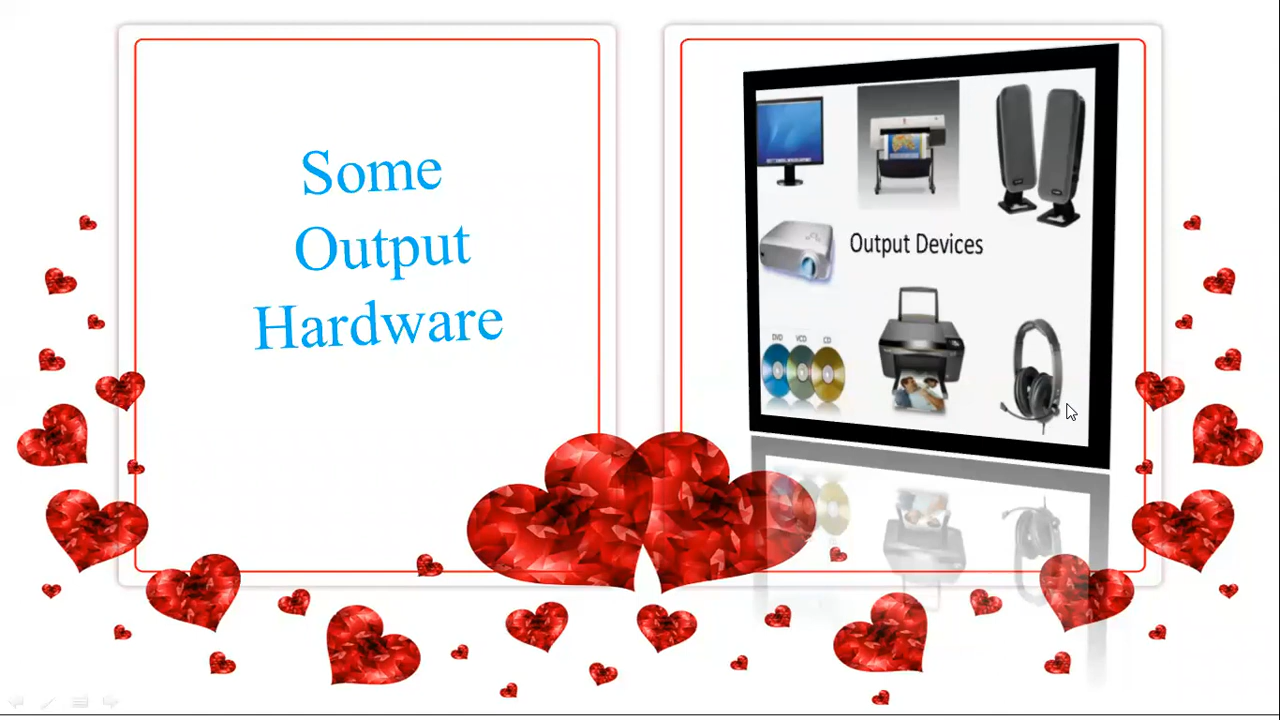 Some
Output
Hardware
Output Devices
DVD VCD CD